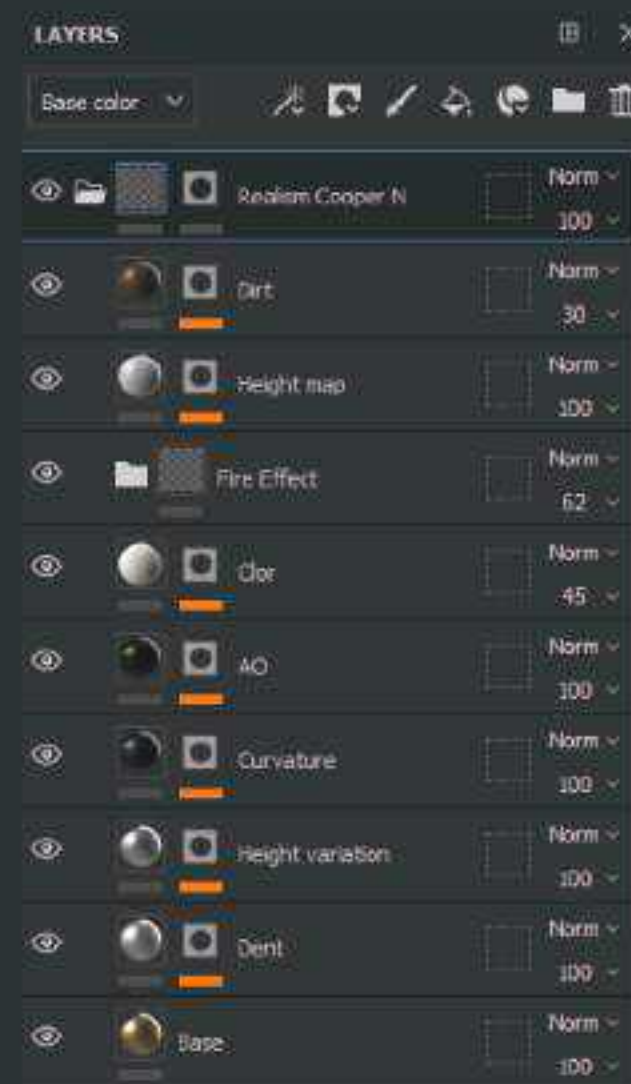 LAYERS
Base color
Norm
Realism Cooper N
100
Norm
Dirt
30
Norm
Height map
100
Norm
Fire Effect
62
Norm
Clor
45
Norm
AO
100
Norm
Curvature
100
Norm
Height variation
100
Norm
Dent
100
Norm
Base
100